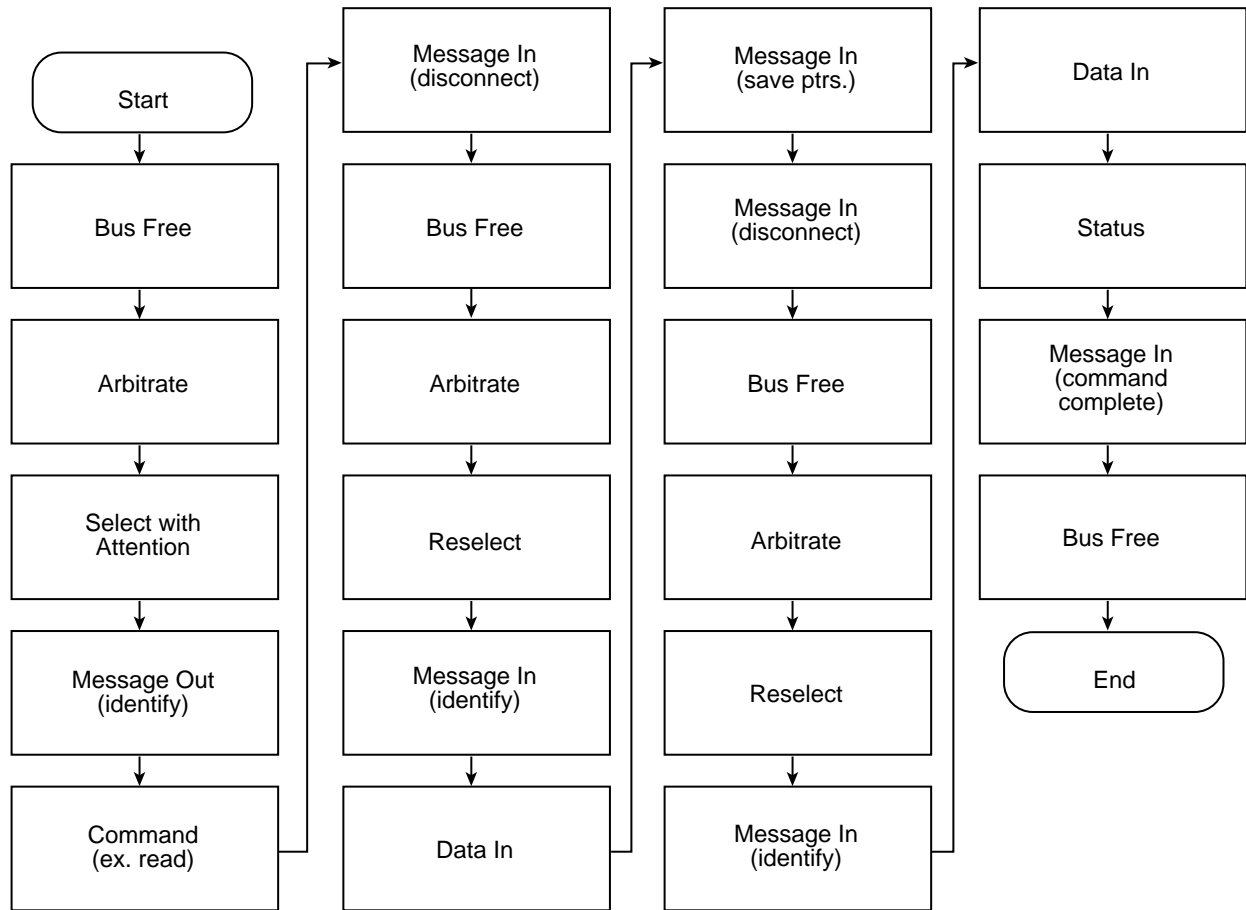 Start
Bus Free
Arbitrate
Select with
Attention
Message Out
(identify)
Command
(ex. read)
Message In
(disconnect)
Bus Free
Arbitrate
Reselect
Message In
(identify)
Data In
Message In
(save ptrs.)
Message In
(disconnect)
Bus Free
Arbitrate
Reselect
Message In
(identify)
Data In
Status
Message In
(command
complete)
Bus Free
End